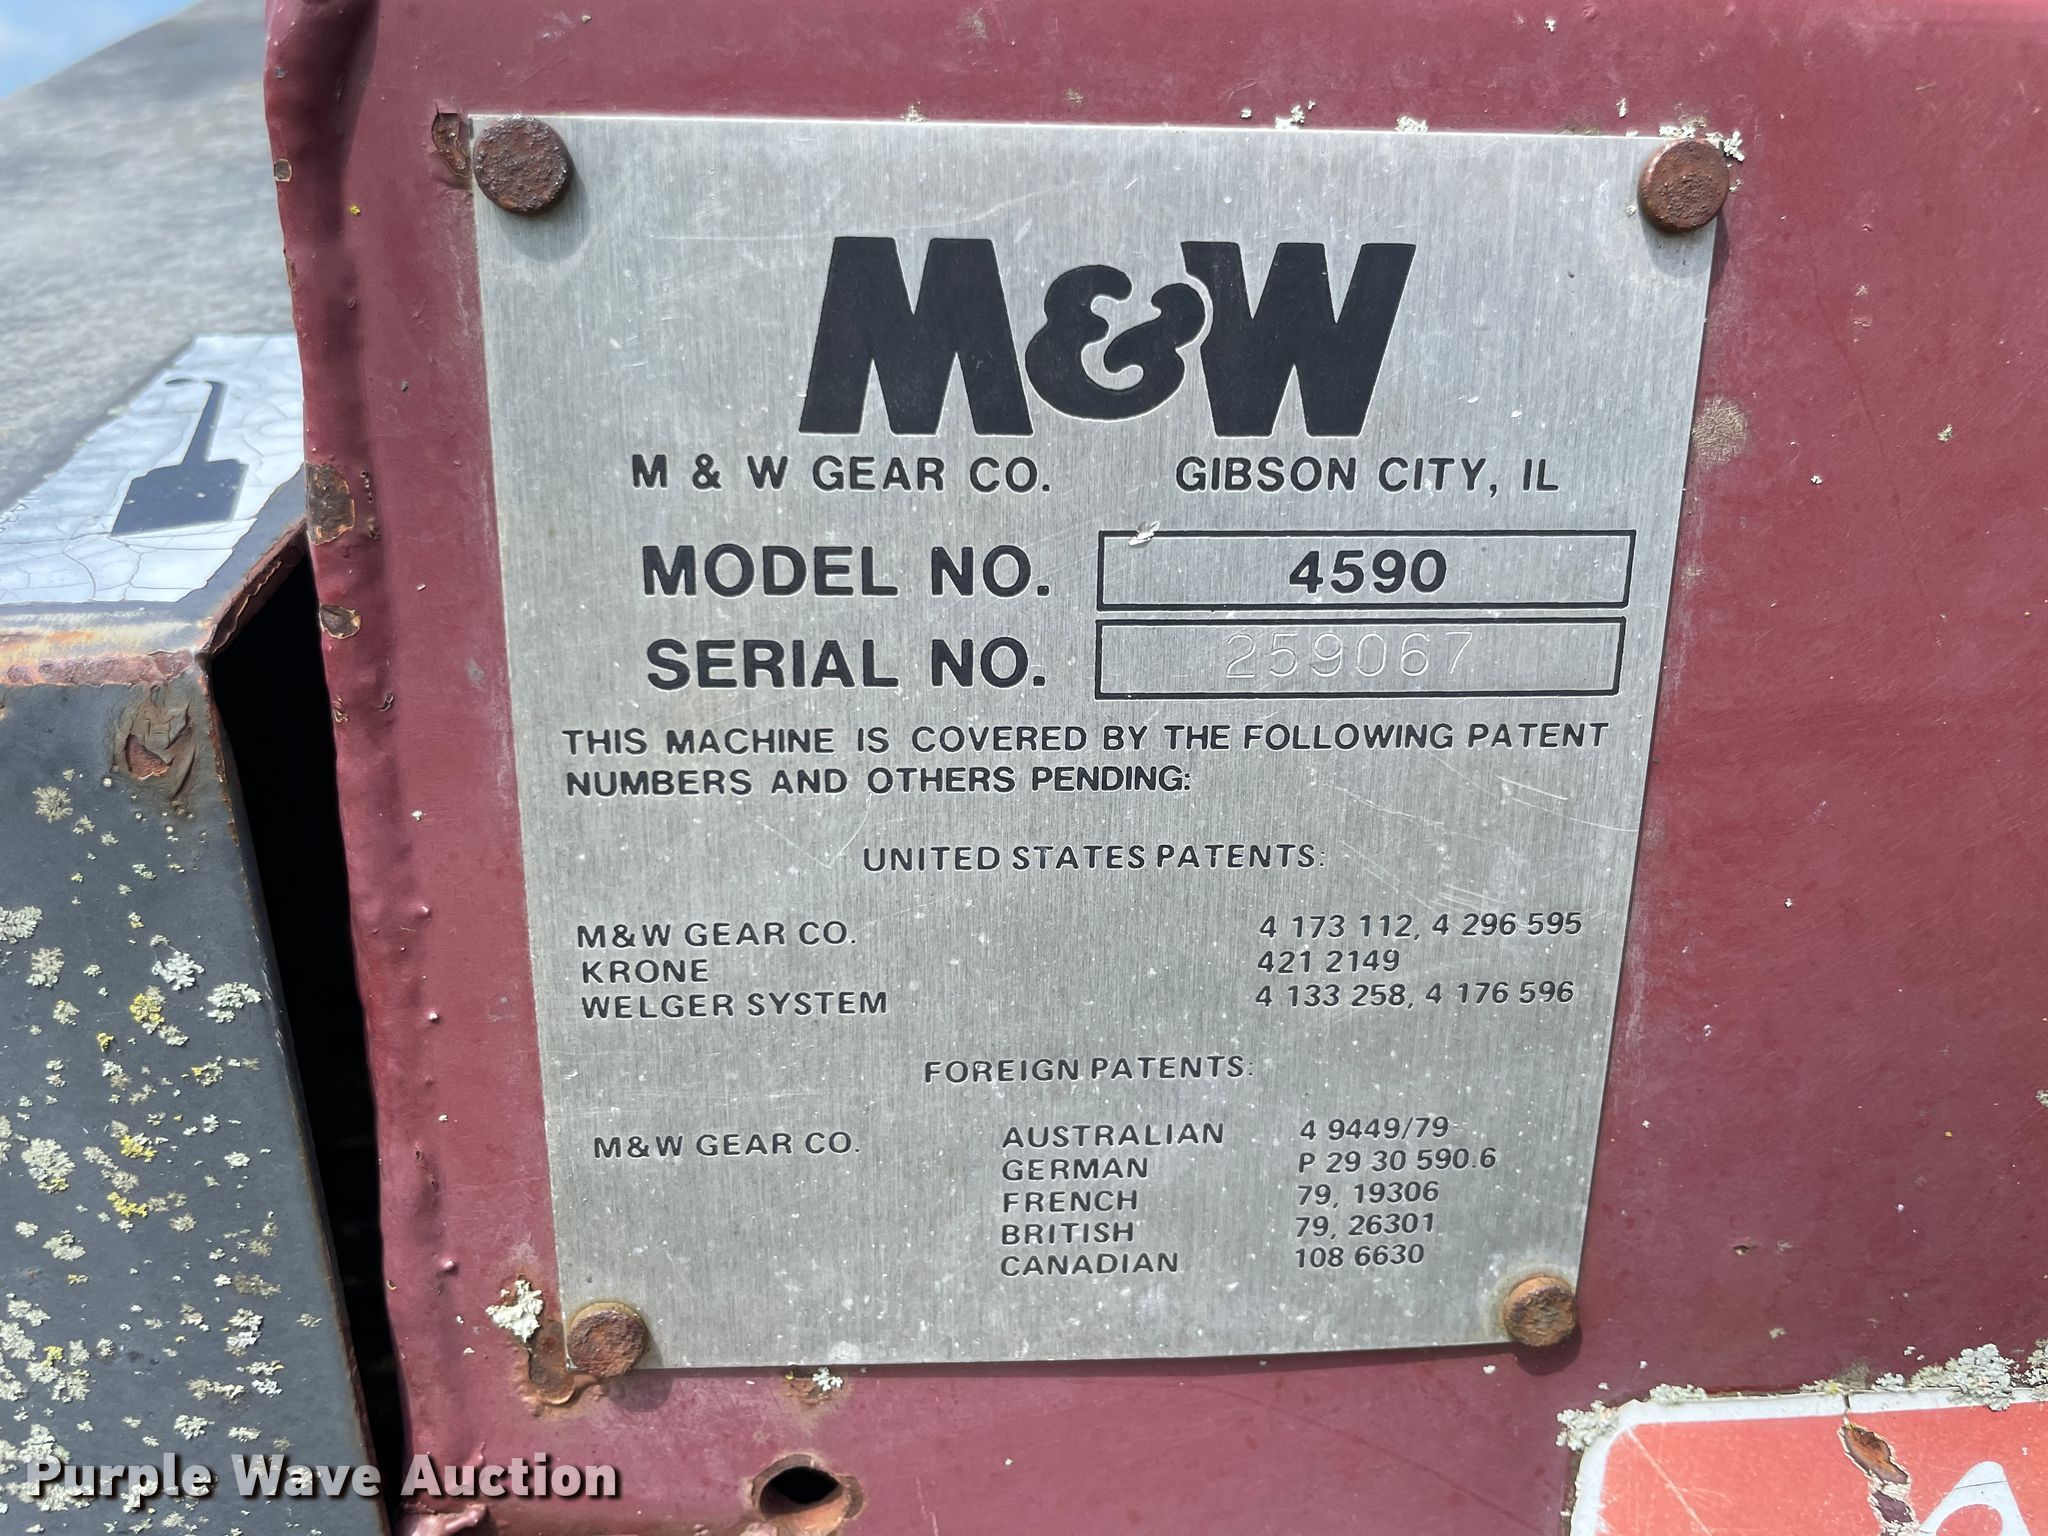 M&W
M & W GEAR CO. GIBSON CITY, IL
MODEL NO. 4590
SERIAL NO. 259067
THIS MACHINE IS COVERED BY THE FOLLOWING PATENT
NUMBERS AND OTHERS PENDING:
UNITED STATES PATENTS:
M&W GEAR CO. 4 173 112, 4 296 595
KRONE 421 2149
WELGER SYSTEM 4 133 258, 4 176 596
FOREIGN PATENTS:
M&W GEAR CO. AUSTRALIAN 4 9449/79
GERMAN P 29 30 590.6
FRENCH 79, 19306
BRITISH 79, 26301
CANADIAN 108 6630
Purple Wave Auction